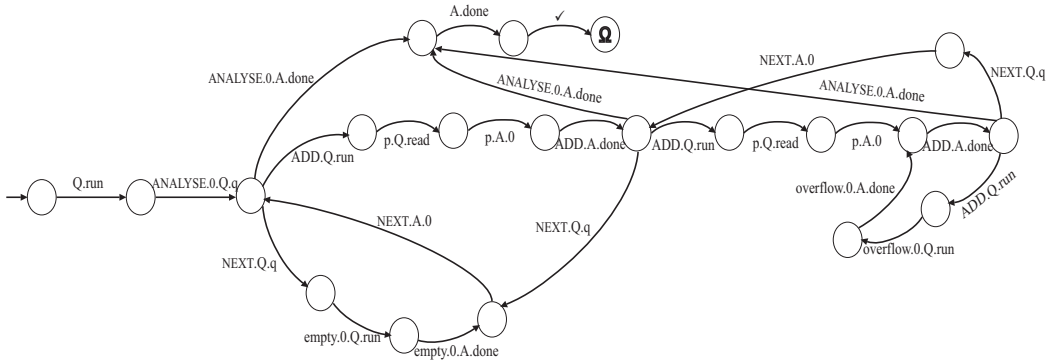 A.done
✓
Ω
ANALYSE.0.A.done
ANALYSE.0.A.done
NEXT.A.0
ANALYSE.0.A.done
NEXT.Q.q
ADD.Q.run
p.Q.read
p.A.0
ADD.A.done
ADD.Q.run
p.Q.read
p.A.0
ADD.A.done
Q.run
ANALYSE.0.Q.q
overflow.0.A.done
ADD.Q.run
NEXT.A.0
NEXT.Q.q
overflow.0.Q.run
NEXT.Q.q
empty.0.Q.run
empty.0.A.done